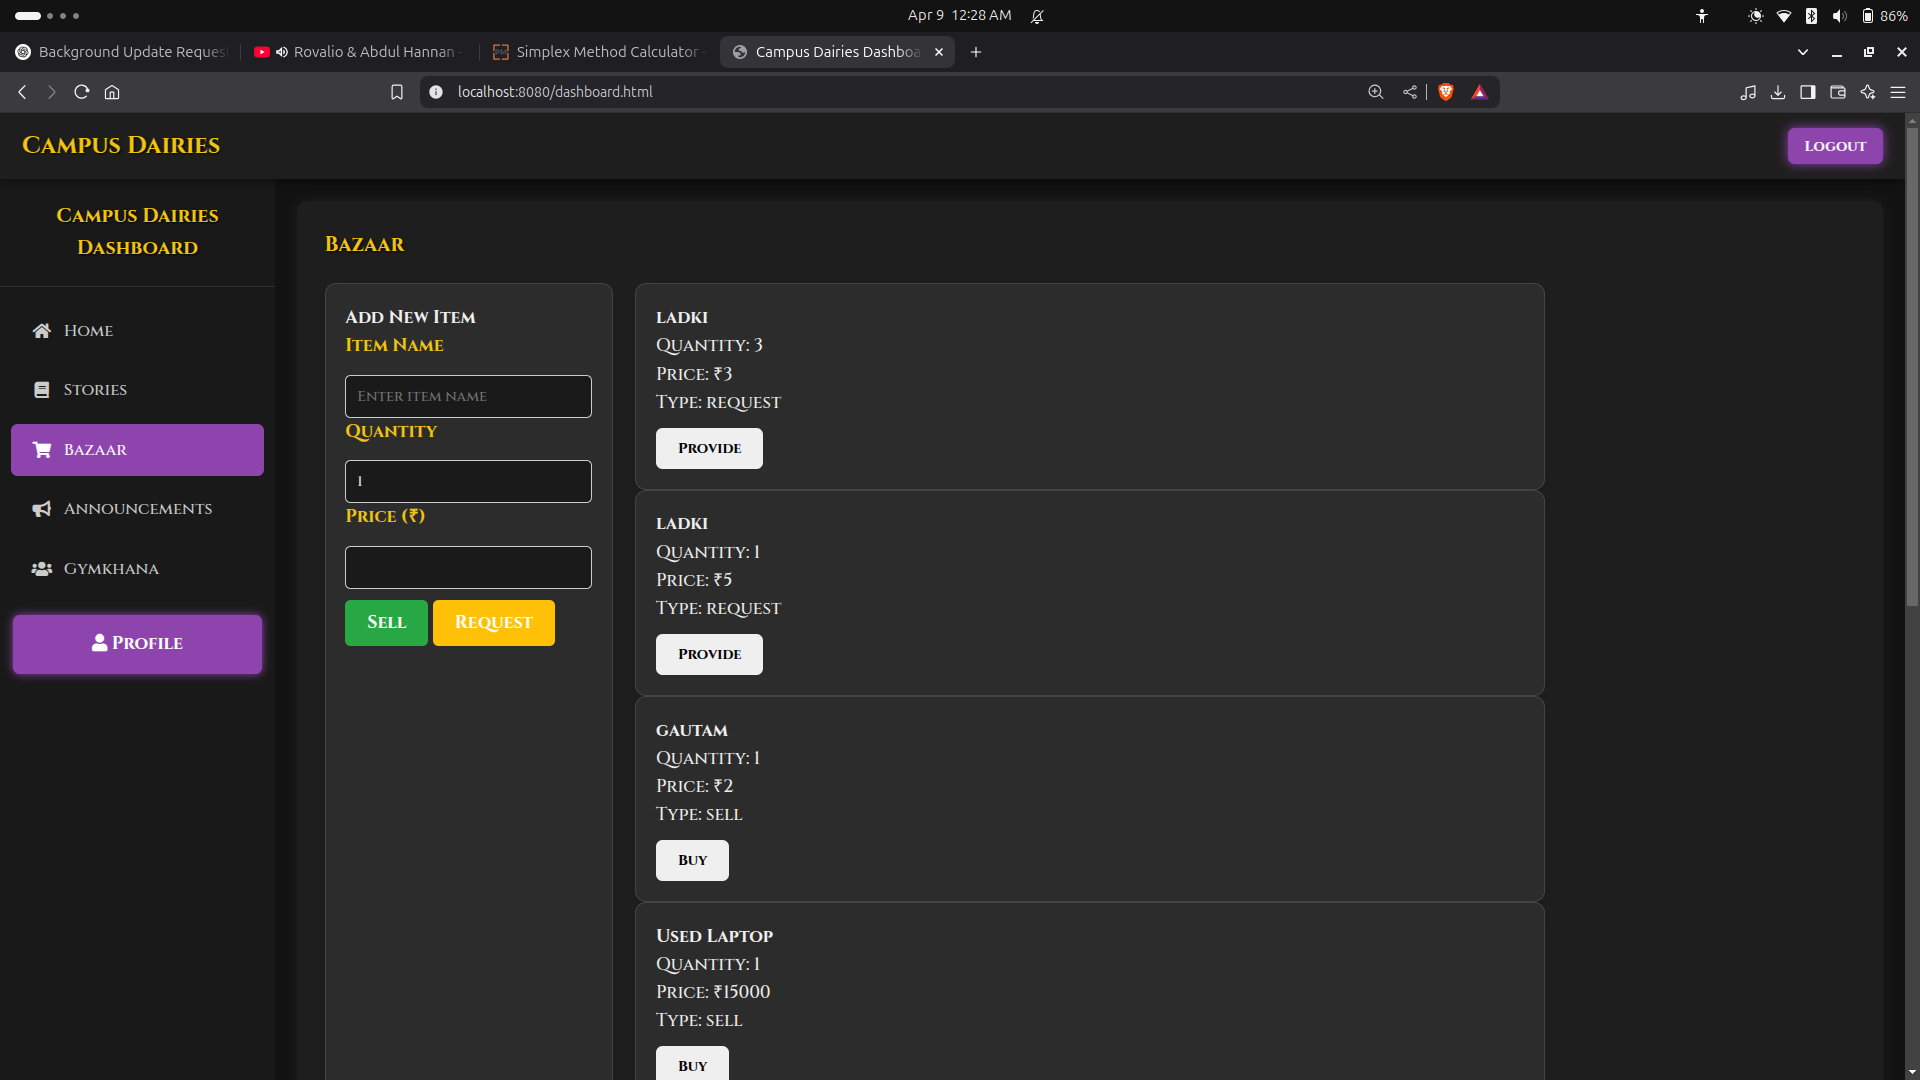 Apr 9 12:28 AM
86%
Background Update Reques
Rovalio & Abdul Hannan -
Simplex Method Calculator -
Campus Dairies Dashboa
localhost:8080/dashboard.html
Campus Dairies
Logout
Campus Dairies
Dashboard
Home
Stories
Bazaar
Announcements
Gymkhana
Profile
Bazaar
Add New Item
Item Name
Enter item name
Quantity
1
Price (₹)
Sell
Request
ladki
Quantity: 3
Price: ₹3
Type: request
Provide
ladki
Quantity: 1
Price: ₹5
Type: request
Provide
gautam
Quantity: 1
Price: ₹2
Type: sell
Buy
Used Laptop
Quantity: 1
Price: ₹15000
Type: sell
Buy